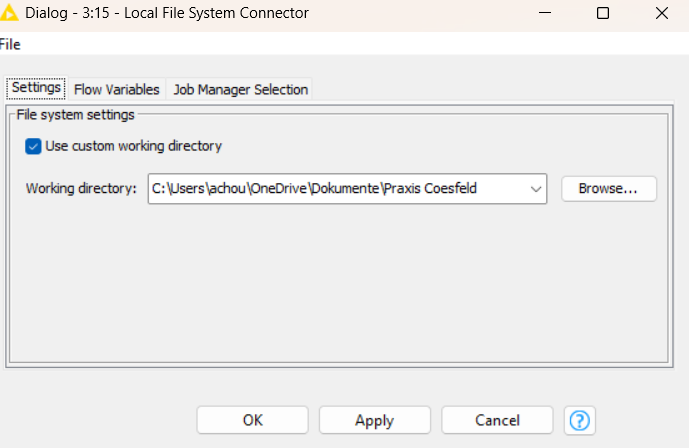 Dialog - 3:15 - Local File System Connector
File
Settings Flow Variables Job Manager Selection
File system settings
Use custom working directory
Working directory: C:\Users\achou\OneDrive\Dokumente\Praxis Coesfeld Browse...
OK Apply Cancel ?